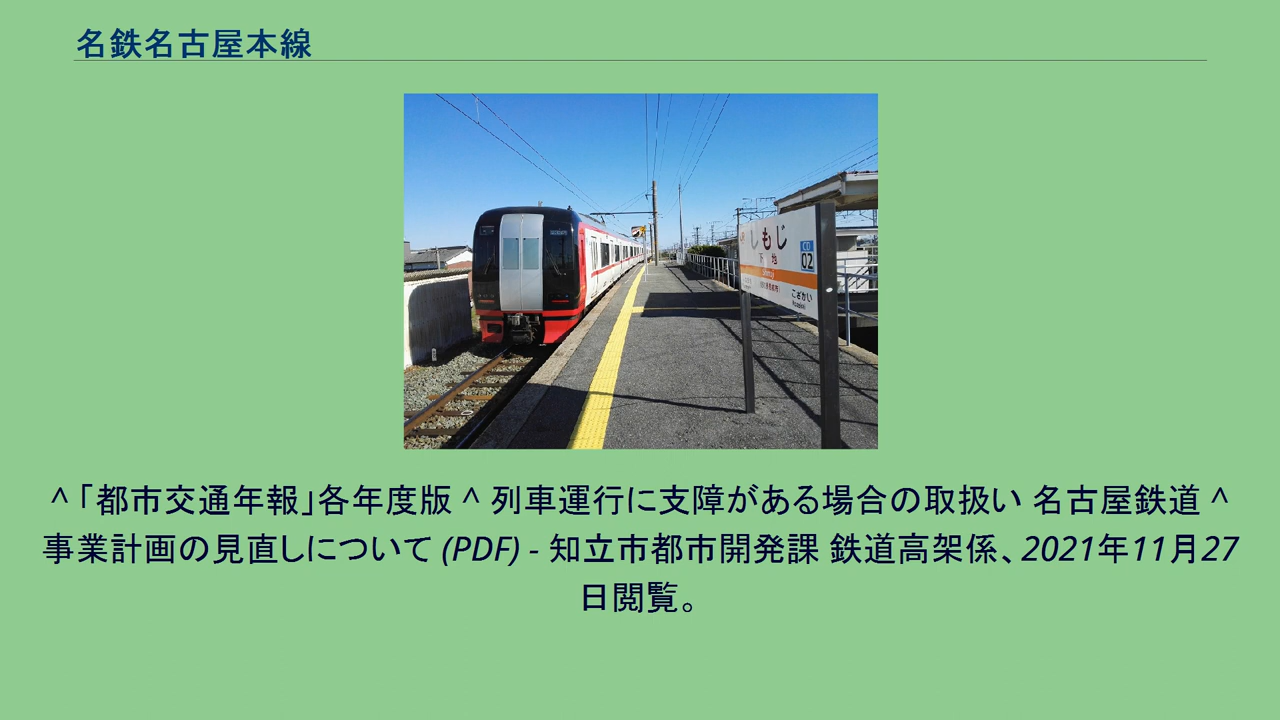 名鉄名古屋本線
しもじ
下地
CD
02
こざかい
^ 「都市交通年報」各年度版 ^ 列車運行に支障がある場合の取扱い 名古屋鉄道 ^
事業計画の見直しについて (PDF) - 知立市都市開発課 鉄道高架係、2021年11月27
日閲覧。